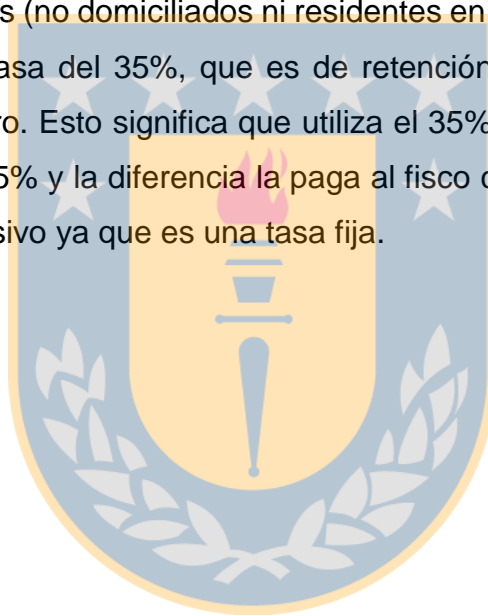 s (no domiciliados ni residentes en
asa del 35%, que es de retención
ro. Esto significa que utiliza el 35%
5% y la diferencia la paga al fisco
sivo ya que es una tasa fija.